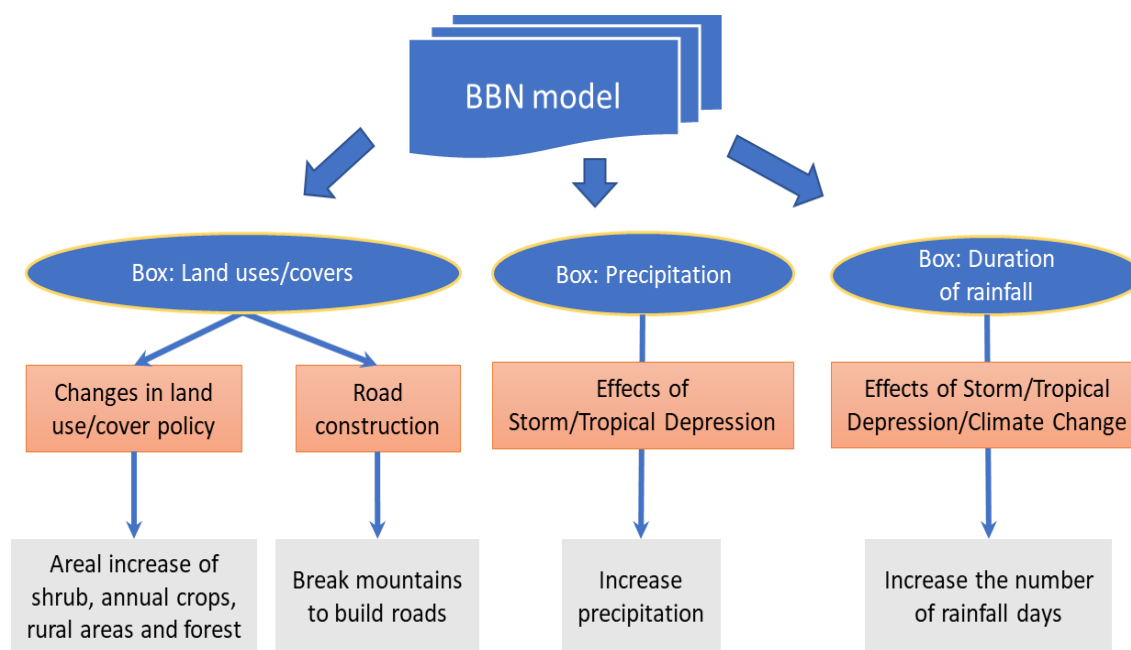 BBN model
Box: Land uses/covers
Box: Precipitation
Box: Duration
of rainfall
Changes in land
use/cover policy
Road
construction
Effects of
Storm/Tropical Depression
Effects of Storm/Tropical
Depression/Climate Change
Areal increase of
shrub, annual crops,
rural areas and forest
Break mountains
to build roads
Increase
precipitation
Increase the number
of rainfall days